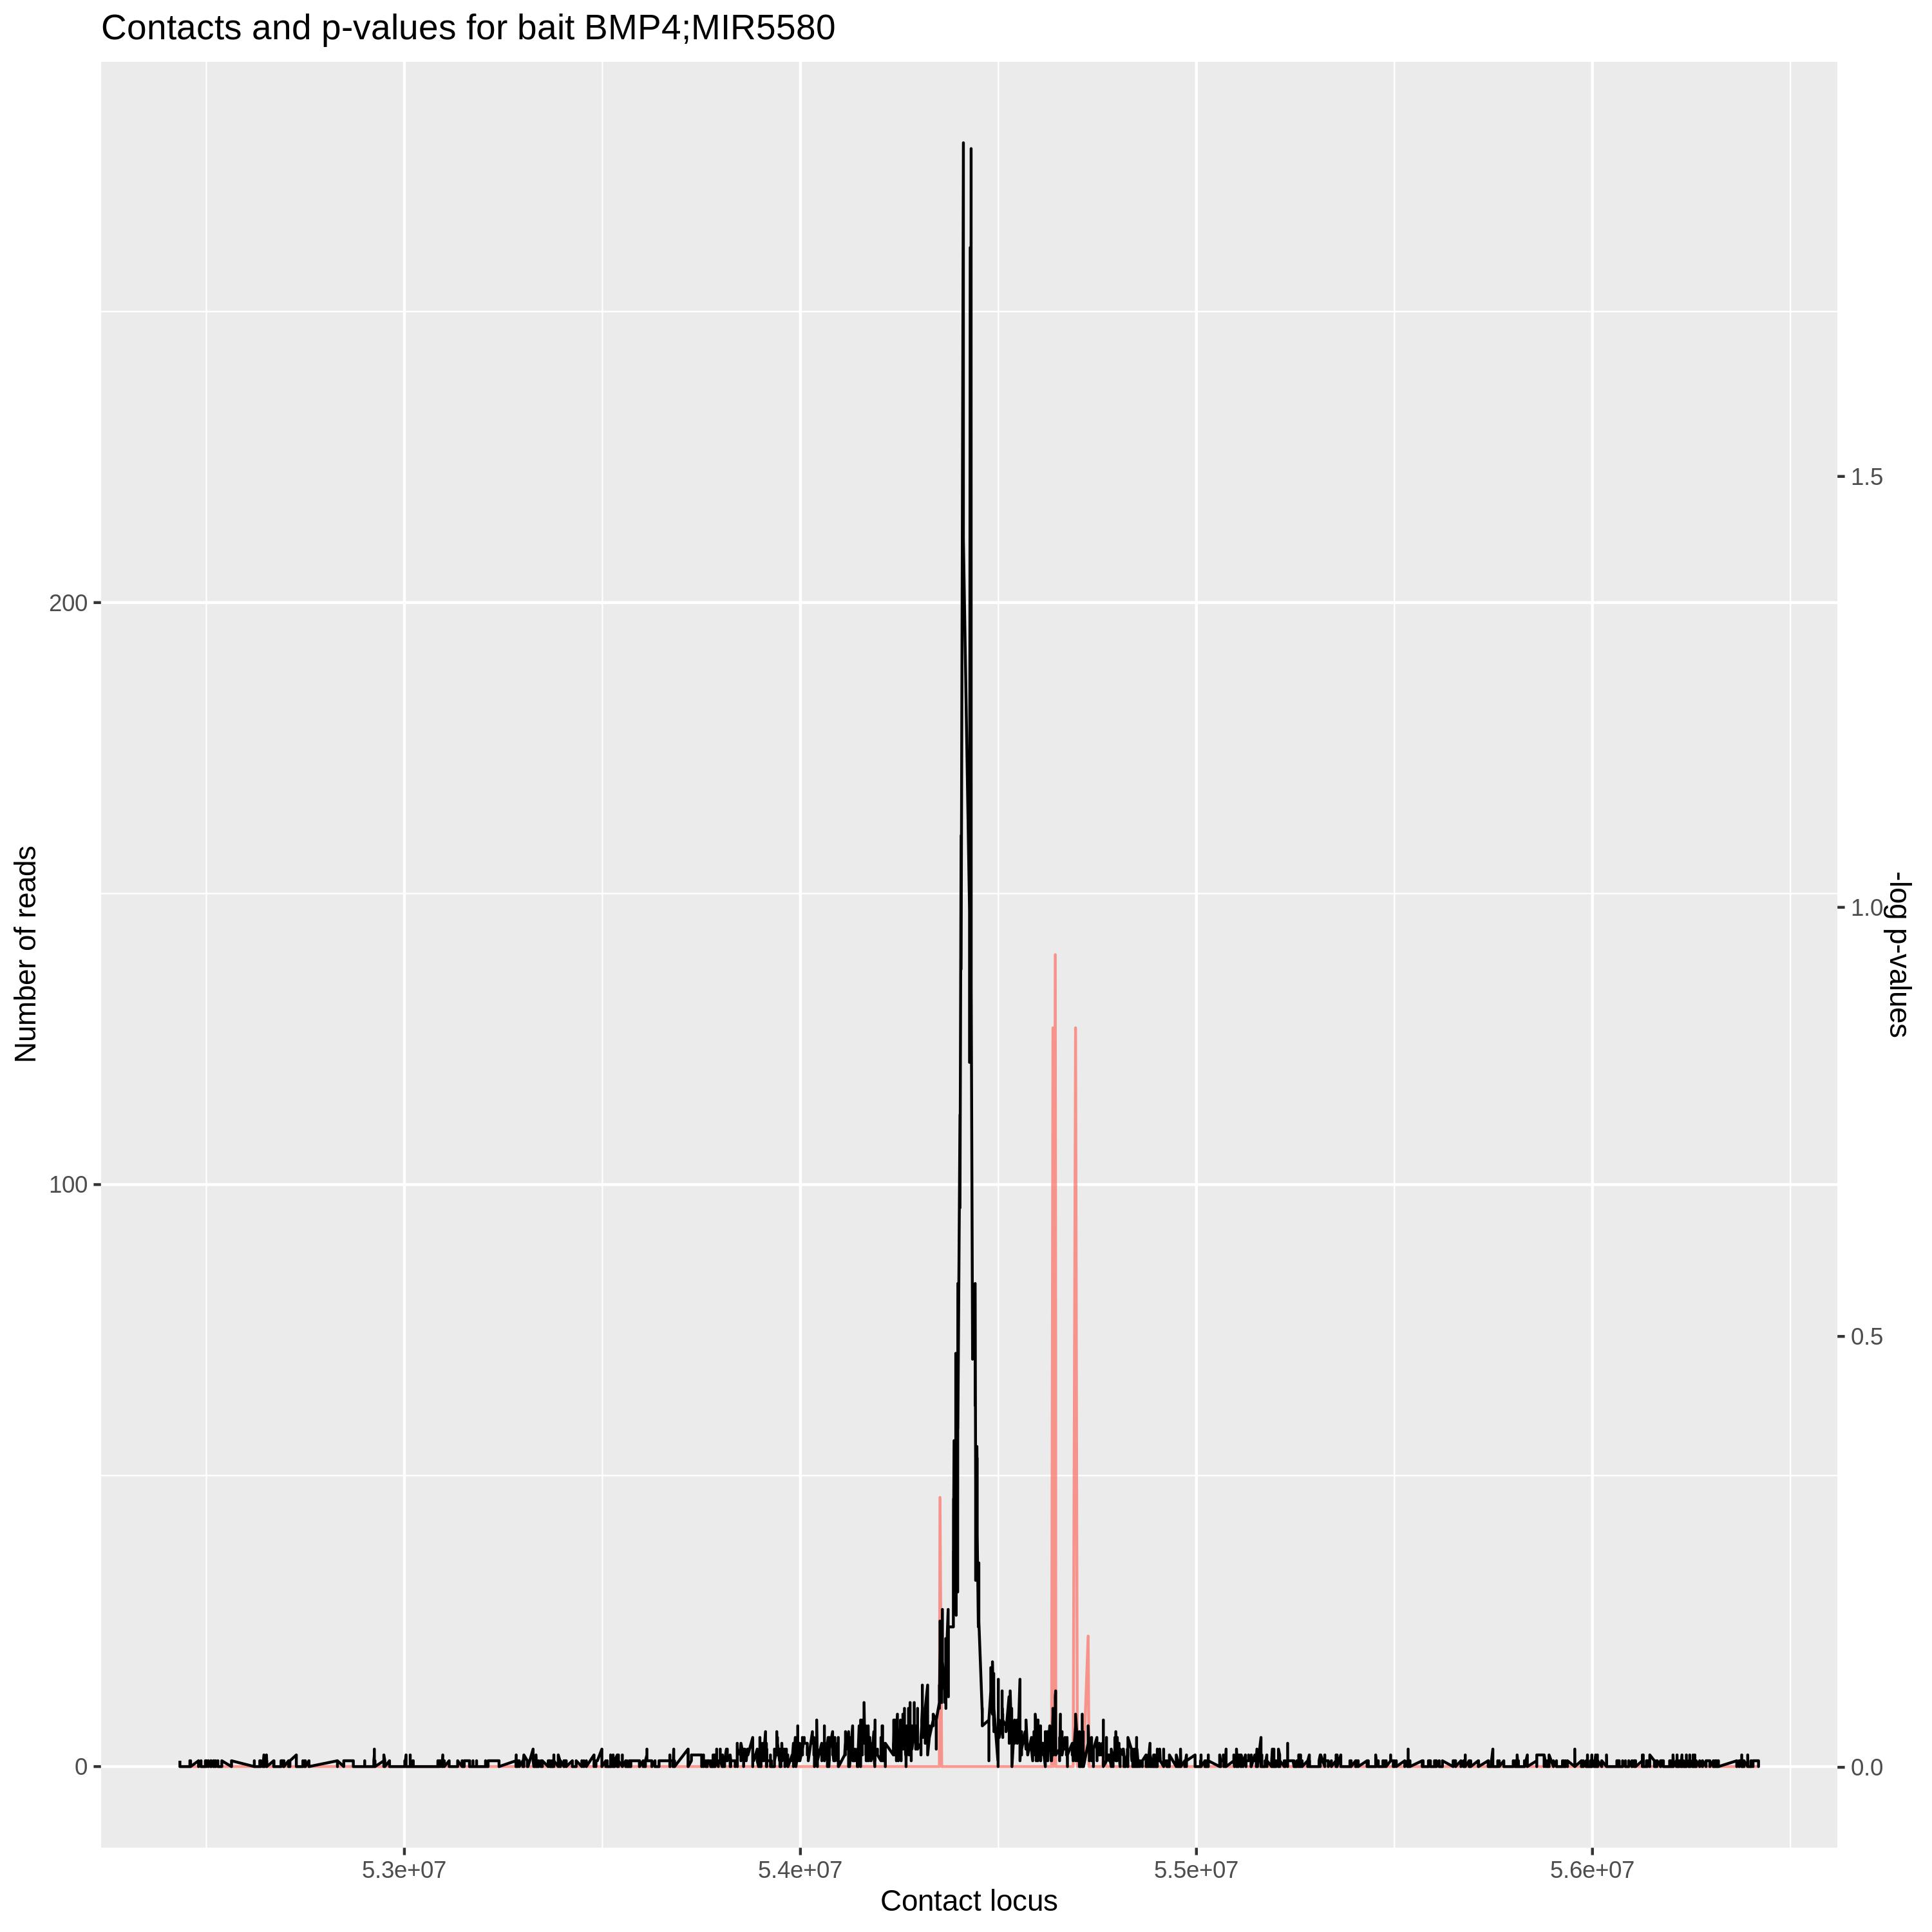 Contacts and p-values for bait BMP4;MIR5580
Number of reads
200
100
0
1.5
1.0
0.5
0.0
-log p-values
5.3e+07
5.4e+07
5.5e+07
5.6e+07
Contact locus